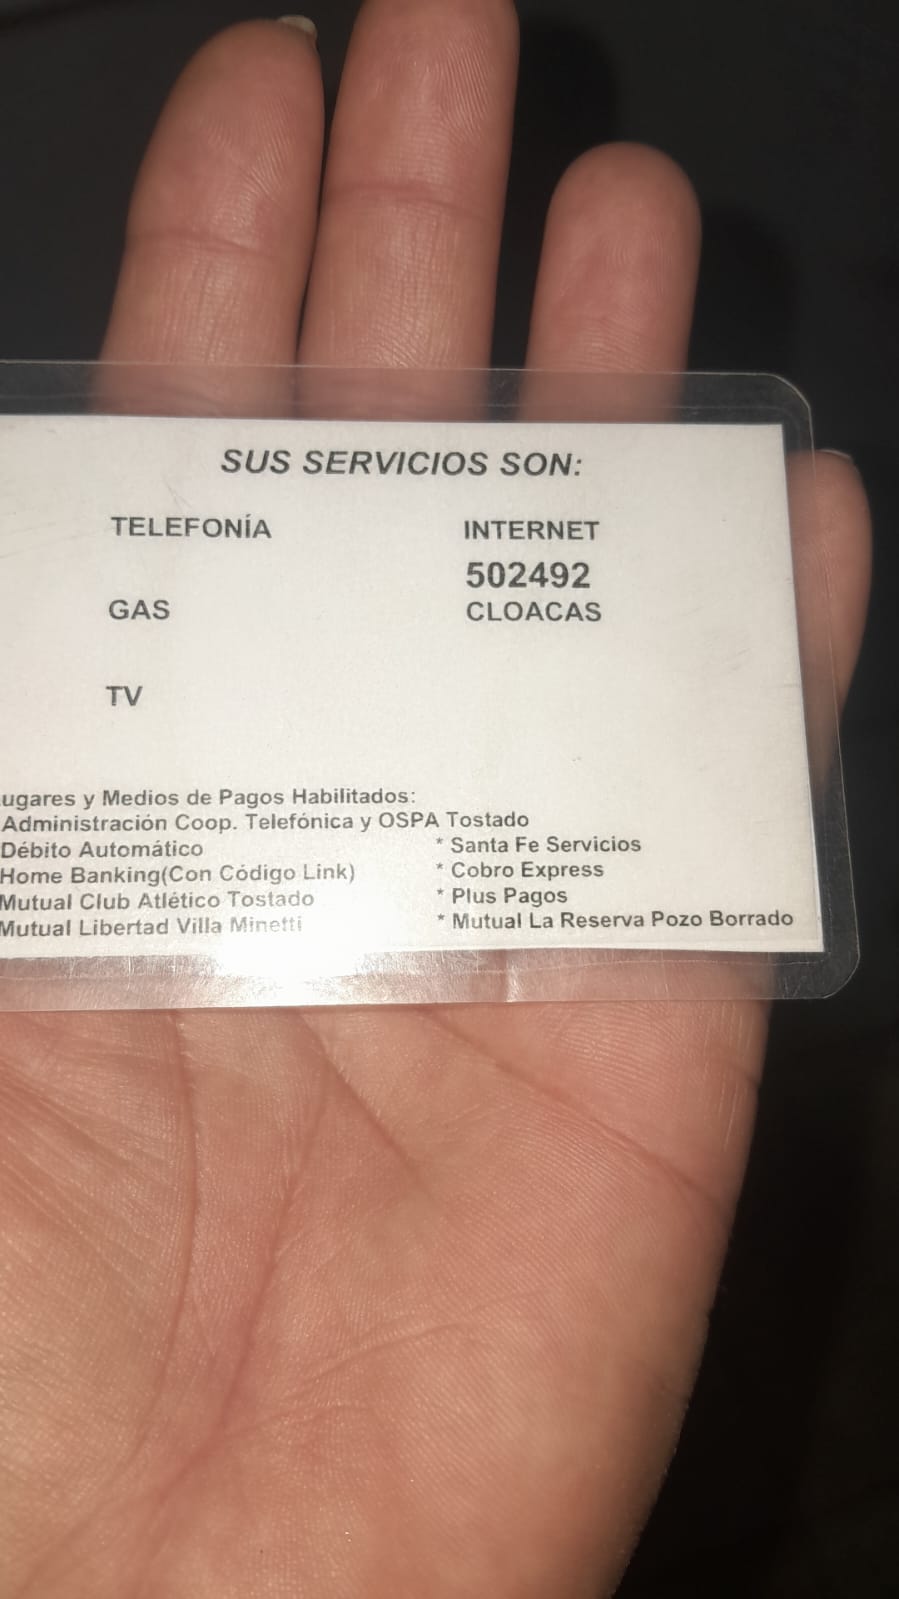 SUS SERVICIOS SON:
TELEFONÍA INTERNET
502492
GAS CLOACAS
TV
ugares y Medios de Pagos Habilitados:
Administración Coop. Telefónica y OSPA Tostado
Débito Automático * Santa Fe Servicios
Home Banking(Con Código Link) * Cobro Express
Mutual Club Atlético Tostado * Plus Pagos
Mutual Libertad Villa Minetti * Mutual La Reserva Pozo Borrado